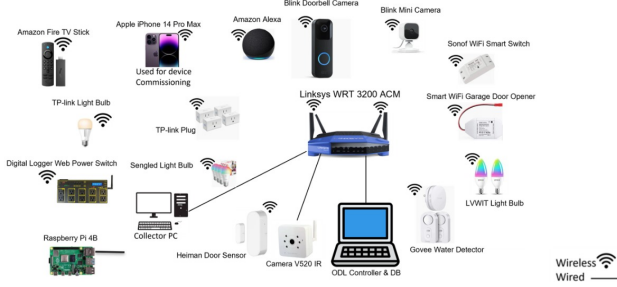 Blink Doorbell Camera
Amazon Fire TV Stick
Apple iPhone 14 Pro Max
Amazon Alexa
Blink Mini Camera
Used for device
Commissioning
Sonof WiFi Smart Switch
TP-link Light Bulb
TP-link Plug
Linksys WRT 3200 ACM
Smart WiFi Garage Door Opener
Digital Logger Web Power Switch
Sengled Light Bulb
LVWIT Light Bulb
Collector PC
Raspberry Pi 4B
Heiman Door Sensor
Camera V520 IR
ODL Controller & DB
Govee Water Detector
Wireless
Wired